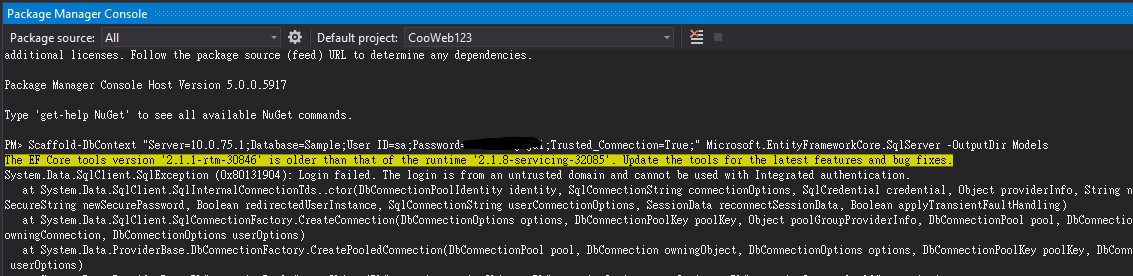 Package Manager Console
Package source: All Default project: CooWeb123
additional licenses. Follow the package source (feed) URL to determine any dependencies.
Package Manager Console Host Version 5.0.0.5917
Type 'get-help NuGet' to see all available NuGet commands.
PM> Scaffold-DbContext "Server=10.0.75.1;Database=Sample;User ID=sa;Password= ;Trusted_Connection=True;" Microsoft.EntityFrameworkCore.SqlServer -OutputDir Models
The EF Core tools version '2.1.1-rtm-30846' is older than that of the runtime '2.1.8-servicing-32085'. Update the tools for the latest features and bug fixes.
System.Data.SqlClient.SqlException (0x80131904): Login failed. The login is from an untrusted domain and cannot be used with Integrated authentication.
at System.Data.SqlClient.SqlInternalConnectionTds..ctor(DbConnectionPoolIdentity identity, SqlConnectionString connectionOptions, SqlCredential credential, Object providerInfo, String n
SecureString newSecurePassword, Boolean redirectedUserInstance, SqlConnectionString userConnectionOptions, SessionData reconnectSessionData, Boolean applyTransientFaultHandling)
at System.Data.SqlClient.SqlConnectionFactory.CreateConnection(DbConnectionOptions options, DbConnectionPoolKey poolKey, Object poolGroupProviderInfo, DbConnectionPool pool, DbConnectio
owningConnection, DbConnectionOptions userOptions)
at System.Data.ProviderBase.DbConnectionFactory.CreatePooledConnection(DbConnectionPool pool, DbConnection owningObject, DbConnectionOptions options, DbConnectionPoolKey poolKey, DbConnec
userOptions)